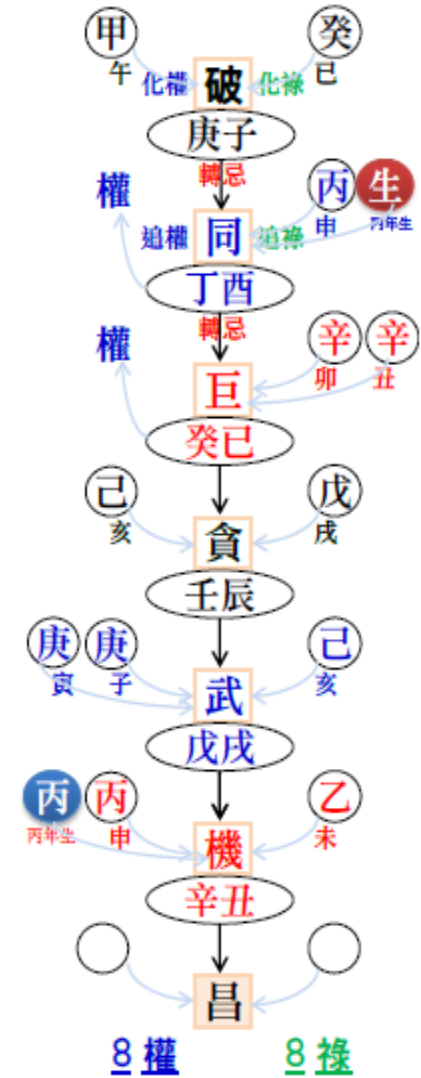 甲 癸
午 化權 破 化祿 巳
庚子
轉忌
權 丙 生
追權 同 追祿 申 丙年生
丁酉
轉忌
權 辛 辛
巨 卯 丑
癸巳
己 戊
亥 貪 戌
壬辰
庚 庚 己
寅 子 武 亥
戊戌
丙 丙 乙
丙年生 申 機 未
辛丑
昌
8 權 8 祿